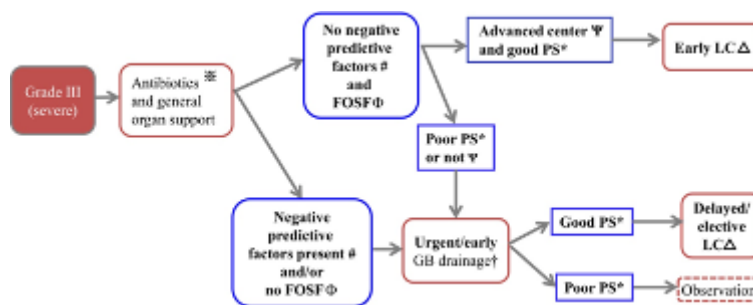 Grade III
(severe)
Antibiotics ※
and general
organ support
No negative
predictive
factors #
and
FOSFΦ
Advanced center Ψ
and good PS*
Early LC△
Poor PS*
or not Ψ
Negative
predictive
factors present #
and/or
no FOSFΦ
Urgent/early
GB drainage†
Good PS*
Delayed/
elective
LC△
Poor PS*
Observation